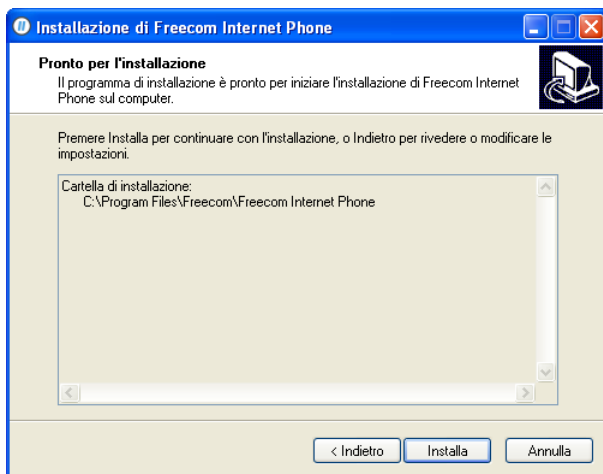 Installazione di Freecom Internet Phone
Pronto per l'installazione
Il programma di installazione è pronto per iniziare l'installazione di Freecom Internet
Phone sul computer.
Premere Installa per continuare con l'installazione, o Indietro per rivedere o modificare le
impostazioni.
Cartella di installazione:
C:\Program Files\Freecom\Freecom Internet Phone
< Indietro
Installa
Annulla